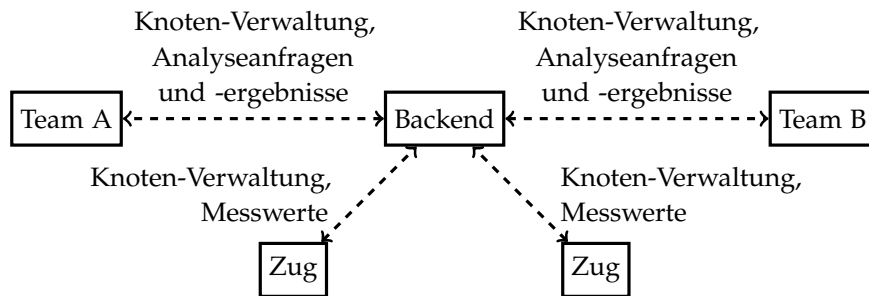 Knoten-Verwaltung,
Analyseanfragen
und -ergebnisse
Knoten-Verwaltung,
Analyseanfragen
und -ergebnisse
Team A
Backend
Team B
Knoten-Verwaltung,
Messwerte
Knoten-Verwaltung,
Messwerte
Zug
Zug